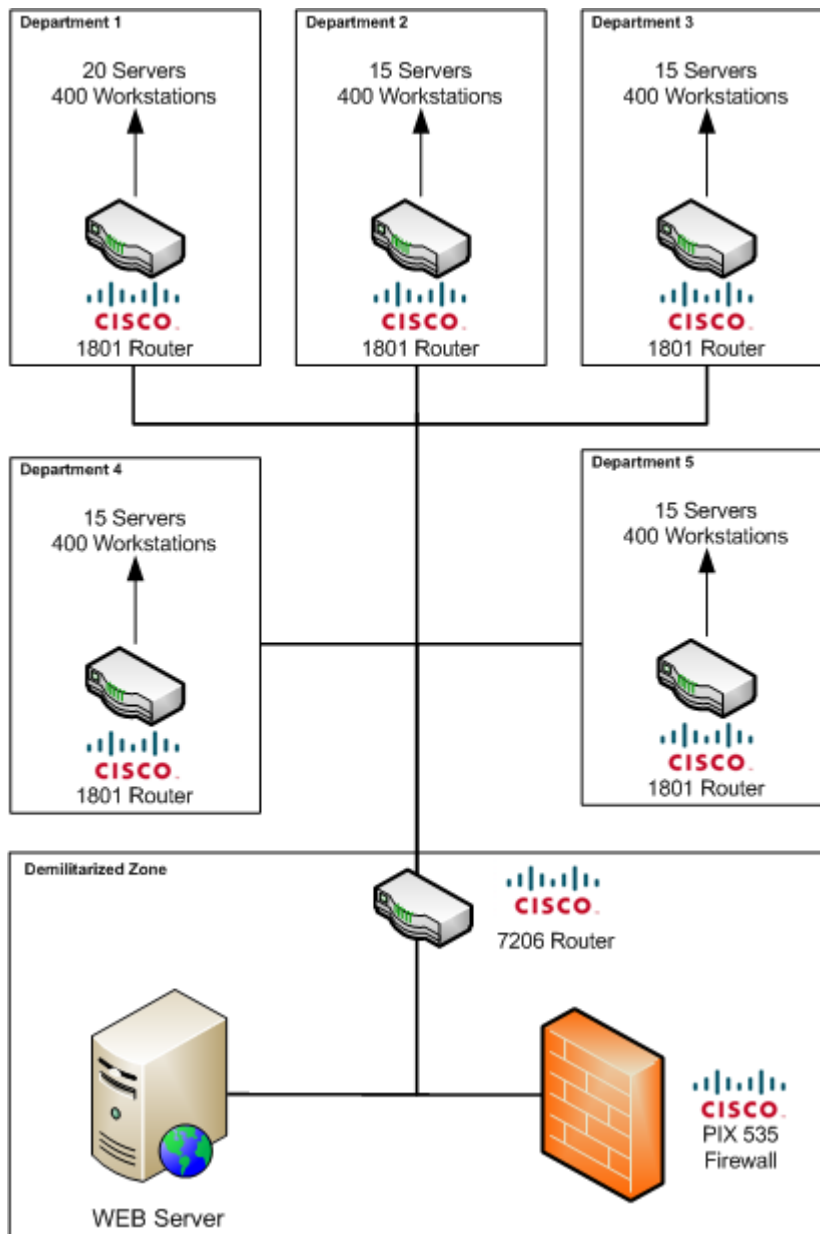 Department 1
20 Servers
400 Workstations
CISCO.
1801 Router
Department 2
15 Servers
400 Workstations
CISCO.
1801 Router
Department 3
15 Servers
400 Workstations
CISCO.
1801 Router
Department 4
15 Servers
400 Workstations
CISCO.
1801 Router
Department 5
15 Servers
400 Workstations
CISCO.
1801 Router
Demilitarized Zone
CISCO.
7206 Router
WEB Server
CISCO.
PIX 535
Firewall